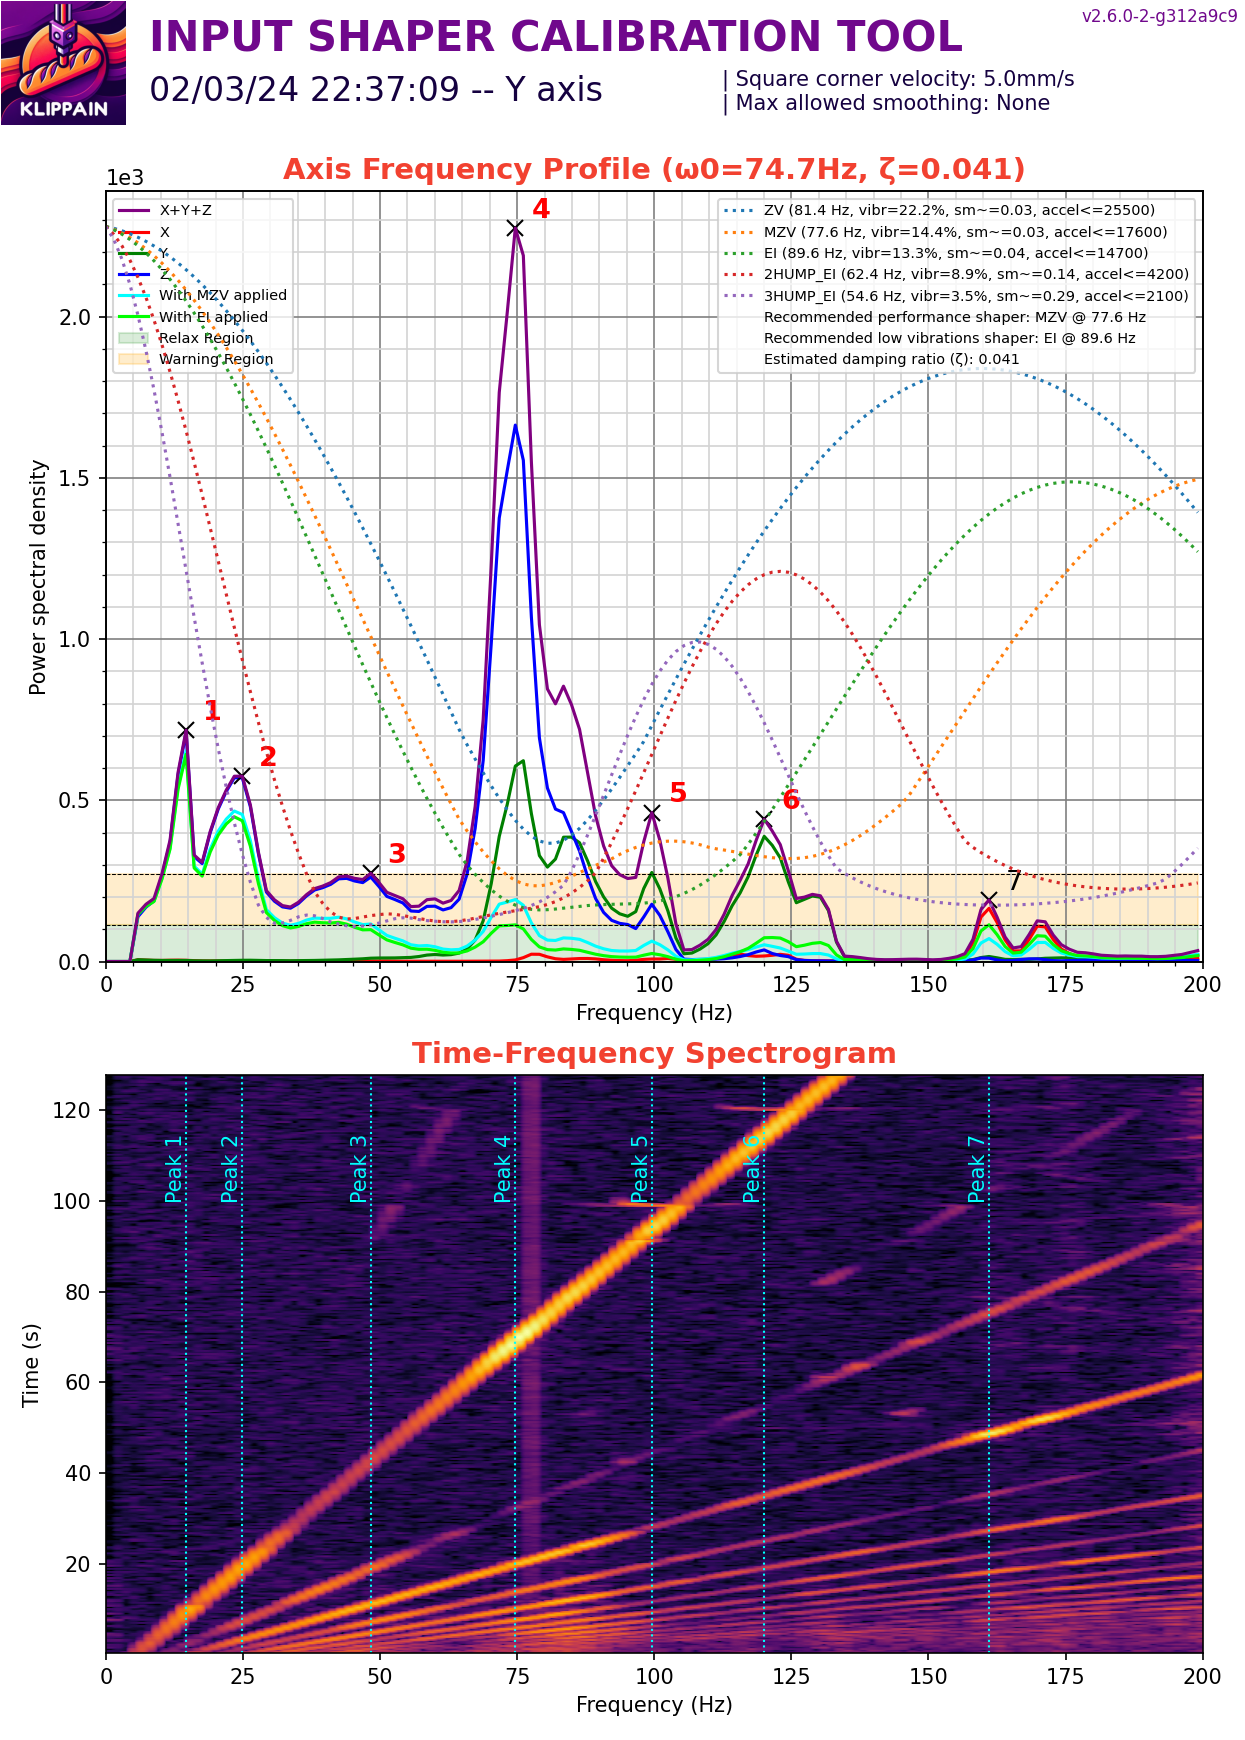 v2.6.0-2-g312a9c9
INPUT SHAPER CALIBRATION TOOL
02/03/24 22:37:09 -- Y axis
| Square corner velocity: 5.0mm/s
| Max allowed smoothing: None
KLIPPAIN
Axis Frequency Profile (ω0=74.7Hz, ζ=0.041)
1e3
X+Y+Z
X
Y
Z
With MZV applied
With EI applied
Relax Region
Warning Region
ZV (81.4 Hz, vibr=22.2%, sm~=0.03, accel<=25500)
MZV (77.6 Hz, vibr=14.4%, sm~=0.03, accel<=17600)
EI (89.6 Hz, vibr=13.3%, sm~=0.04, accel<=14700)
2HUMP_EI (62.4 Hz, vibr=8.9%, sm~=0.14, accel<=4200)
3HUMP_EI (54.6 Hz, vibr=3.5%, sm~=0.29, accel<=2100)
Recommended performance shaper: MZV @ 77.6 Hz
Recommended low vibrations shaper: EI @ 89.6 Hz
Estimated damping ratio (ζ): 0.041
Power spectral density
2.0
1.5
1.0
0.5
0.0
1
2
3
4
5
6
7
0 25 50 75 100 125 150 175 200
Frequency (Hz)
Time-Frequency Spectrogram
Time (s)
120
100
80
60
40
20
Peak 1
Peak 2
Peak 3
Peak 4
Peak 5
Peak 6
Peak 7
0 25 50 75 100 125 150 175 200
Frequency (Hz)